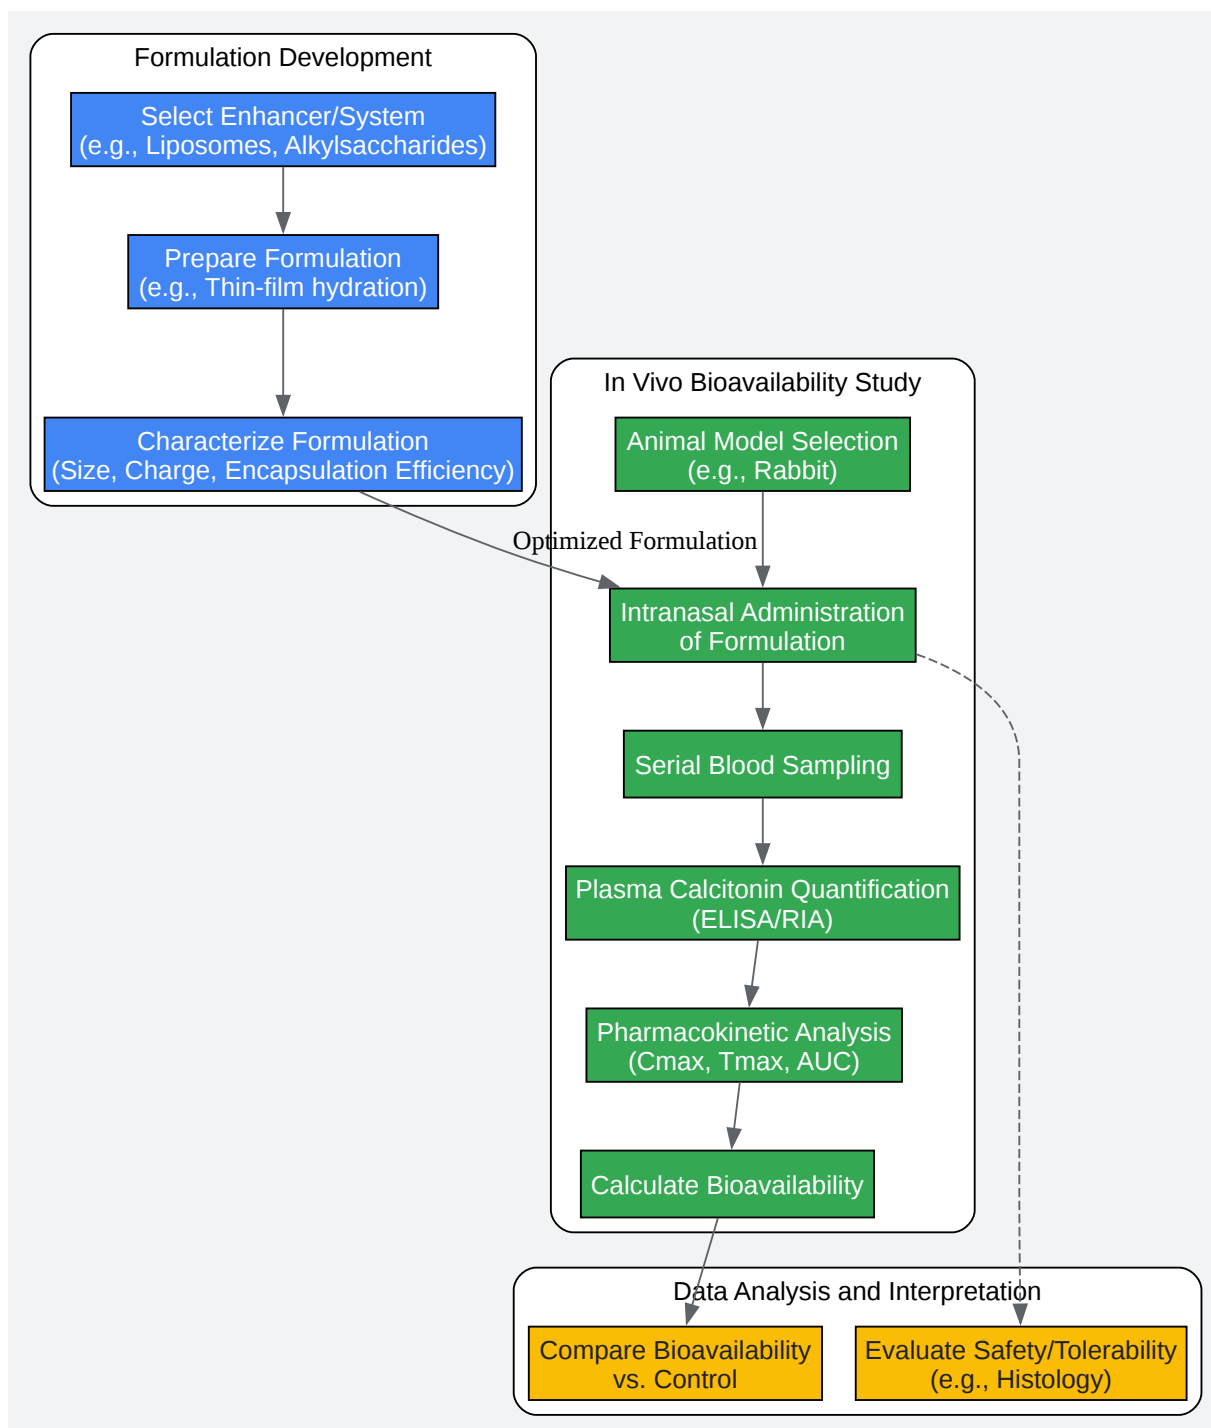 Formulation Development
Select Enhancer/System
(e.g., Liposomes, Alkylsaccharides)
Prepare Formulation
(e.g., Thin-film hydration)
Characterize Formulation
(Size, Charge, Encapsulation Efficiency)
In Vivo Bioavailability Study
Animal Model Selection
(e.g., Rabbit)
Optimized Formulation
Intranasal Administration
of Formulation
Serial Blood Sampling
Plasma Calcitonin Quantification
(ELISA/RIA)
Pharmacokinetic Analysis
(Cmax, Tmax, AUC)
Calculate Bioavailability
Data Analysis and Interpretation
Compare Bioavailability
vs. Control
Evaluate Safety/Tolerability
(e.g., Histology)